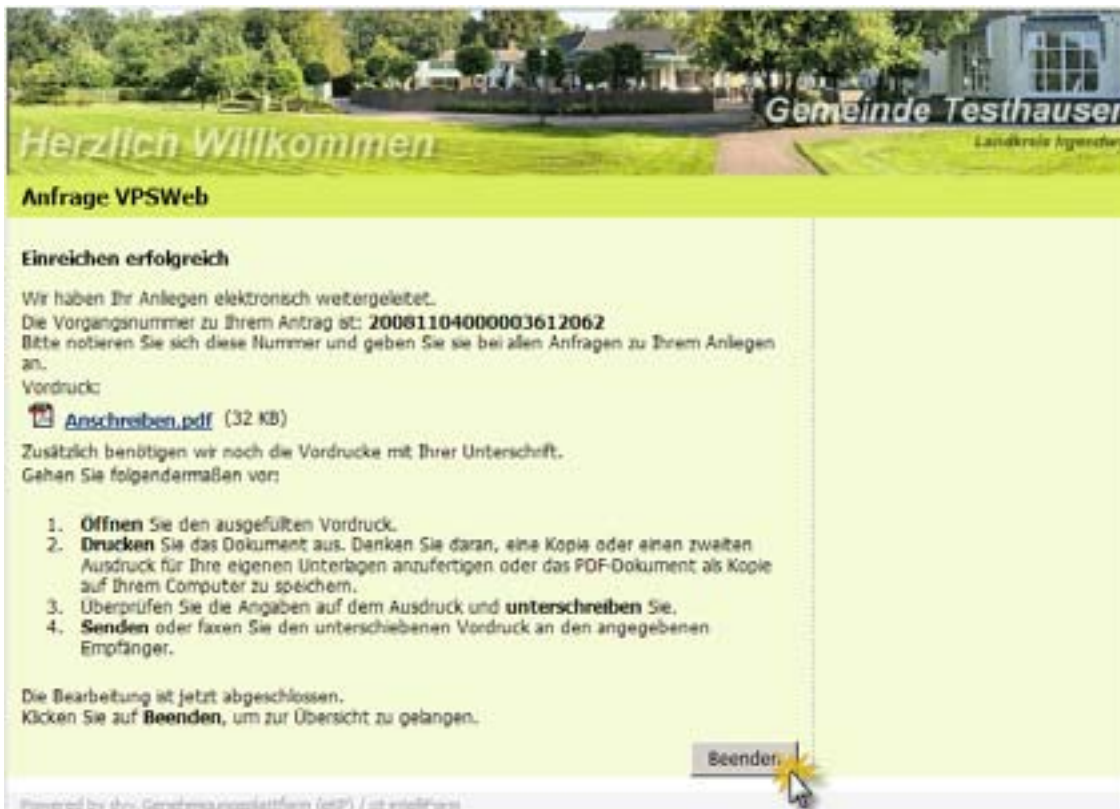 Gemeinde Testhausen
Herzlich Willkommen
Landkreis
Anfrage VPSWeb
Einreichen erfolgreich
Wir haben Ihr Anliegen elektronisch weitergeleitet.
Die Vorgangsnummer zu Ihrem Antrag ist: 20081104000003612062
Bitte notieren Sie sich diese Nummer und geben Sie sie bei allen Anfragen zu Ihrem Anliegen
an.
Vordruck:
Anschreiben.pdf (32 KB)
Zusätzlich benötigen wir noch die Vordrucke mit Ihrer Unterschrift.
Gehen Sie folgendermaßen vor:
1. Öffnen Sie den ausgefüllten Vordruck.
2. Drucken Sie das Dokument aus. Denken Sie daran, eine Kopie oder einen zweiten
Ausdruck für Ihre eigenen Unterlagen anzufertigen oder das PDF-Dokument als Kopie
auf Ihrem Computer zu speichern.
3. Überprüfen Sie die Angaben auf dem Ausdruck und unterschreiben Sie.
4. Senden oder faxen Sie den unterschiebenen Vordruck an den angegebenen
Empfänger.
Die Bearbeitung ist jetzt abgeschlossen.
Klicken Sie auf Beenden, um zur Übersicht zu gelangen.
Beenden
Powered by